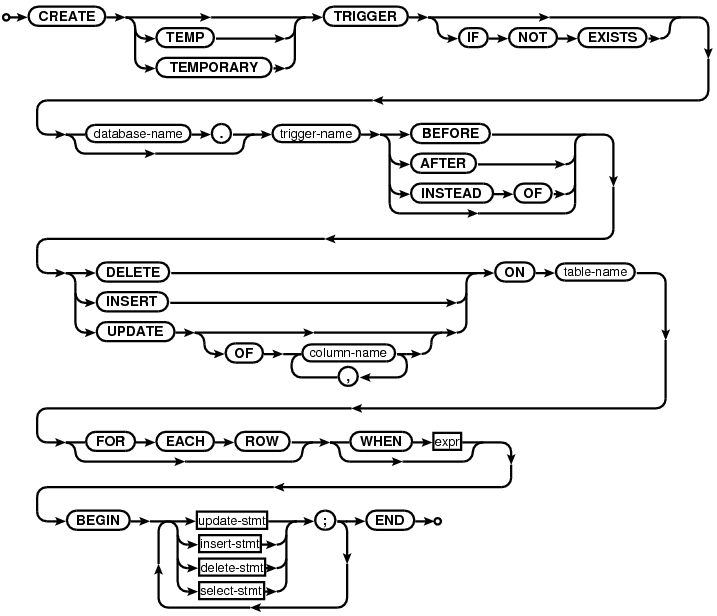 CREATE TRIGGER
TEMP IF NOT EXISTS
TEMPORARY
database-name . trigger-name BEFORE
AFTER
INSTEAD OF
DELETE ON table-name
INSERT
UPDATE
OF column-name
,
FOR EACH ROW WHEN expr
BEGIN update-stmt ; END
insert-stmt
delete-stmt
select-stmt